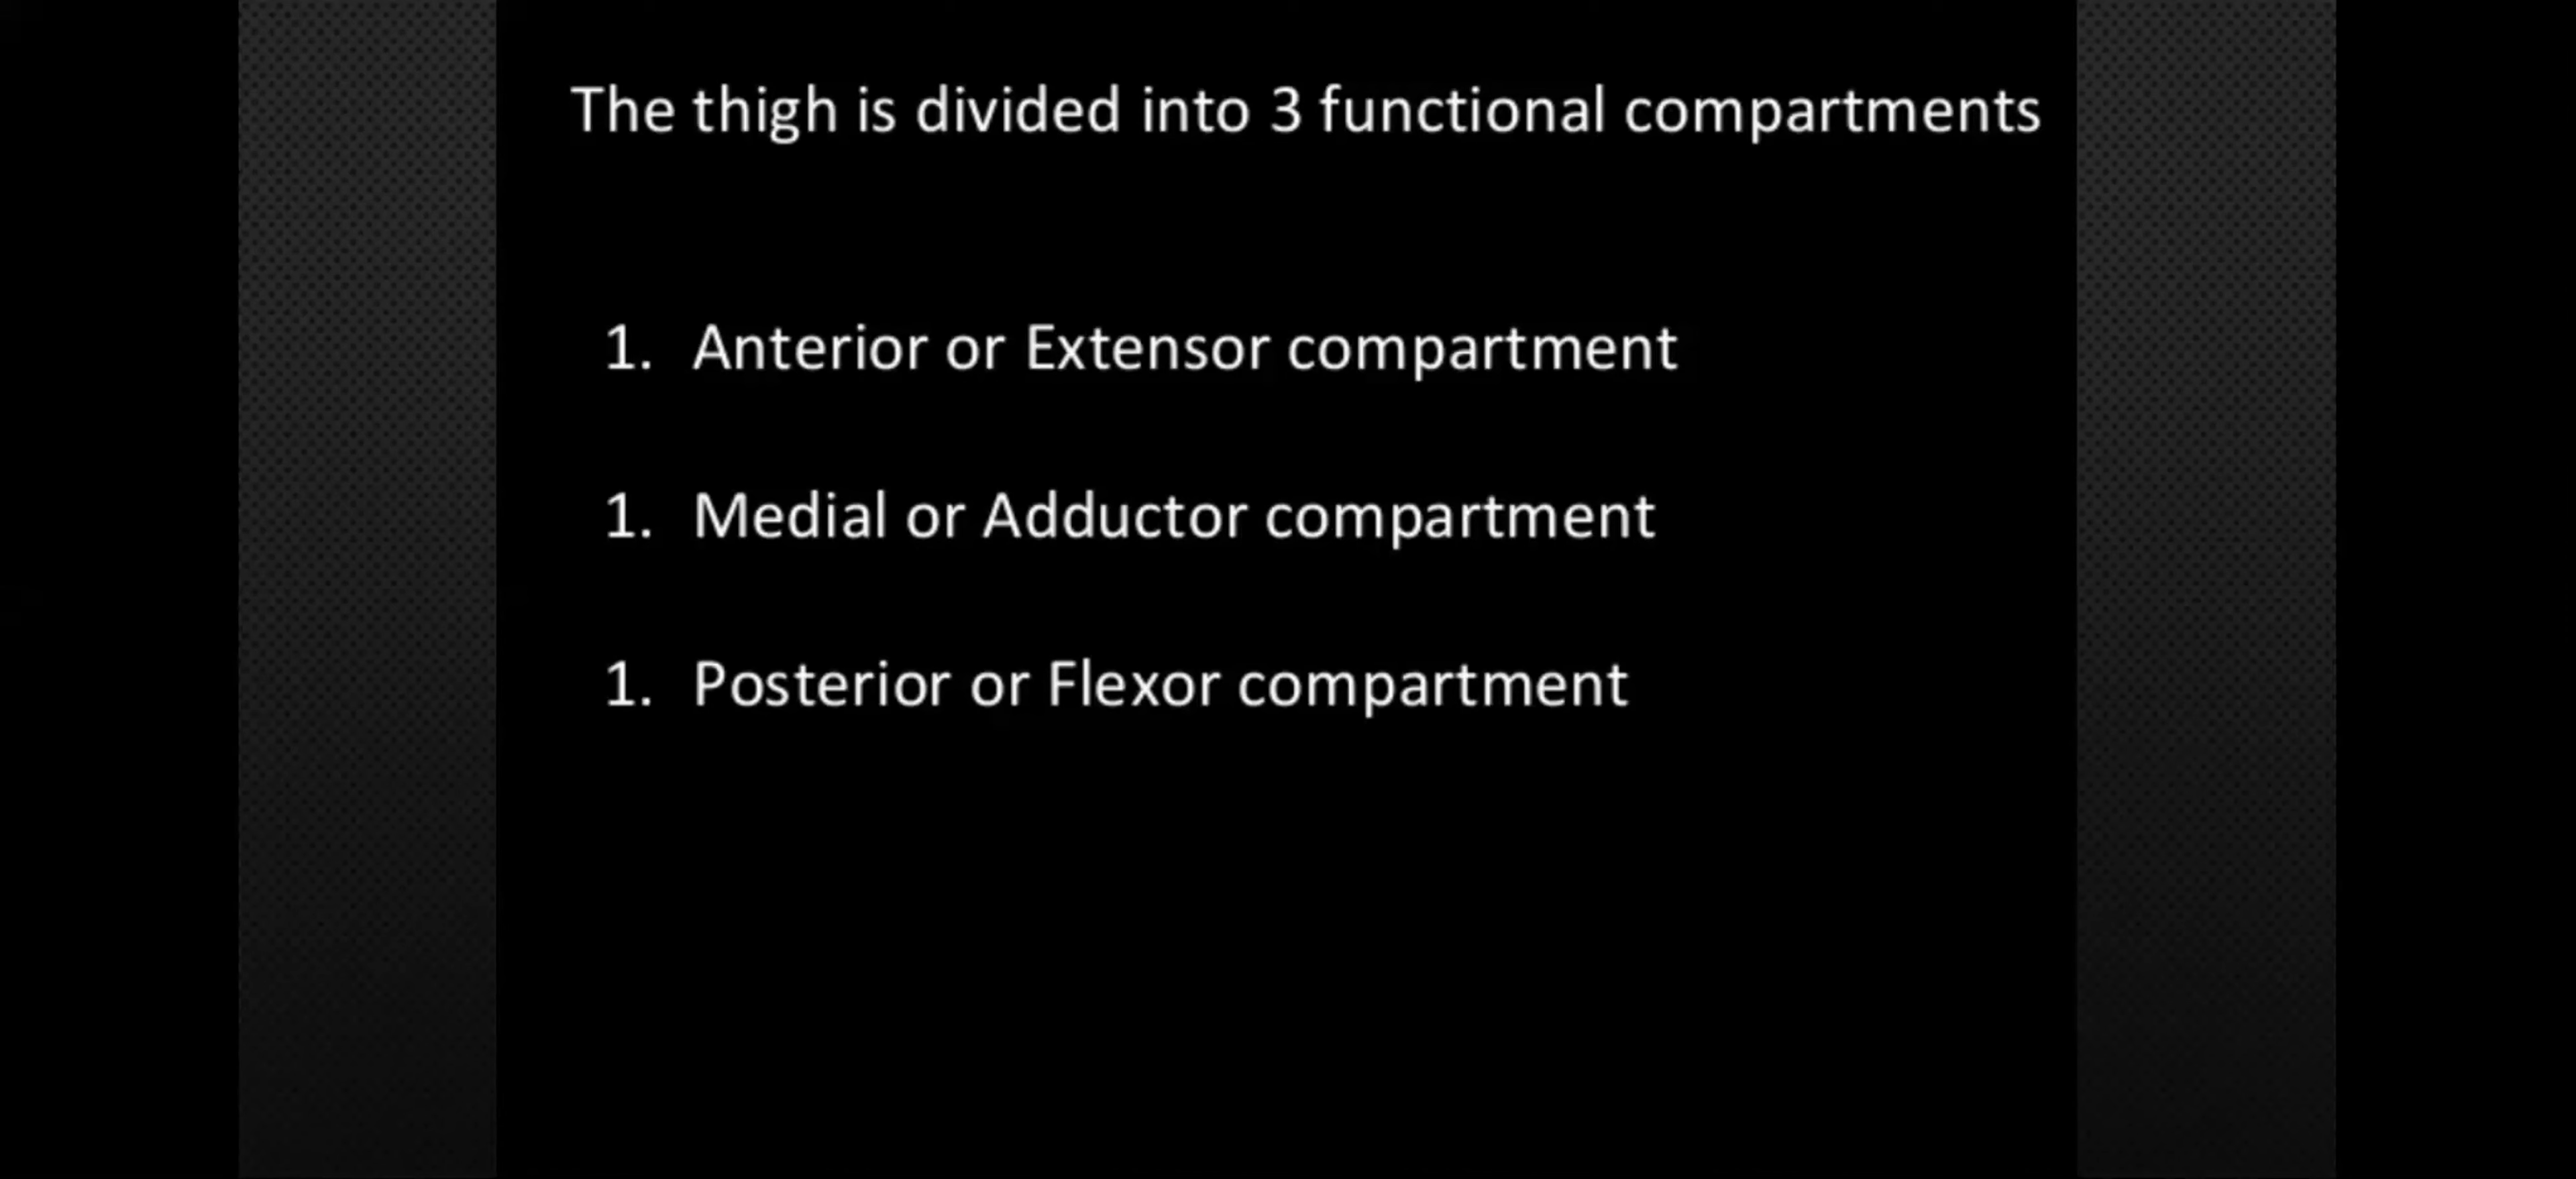 The thigh is divided into 3 functional compartments
1. Anterior or Extensor compartment
1. Medial or Adductor compartment
1. Posterior or Flexor compartment